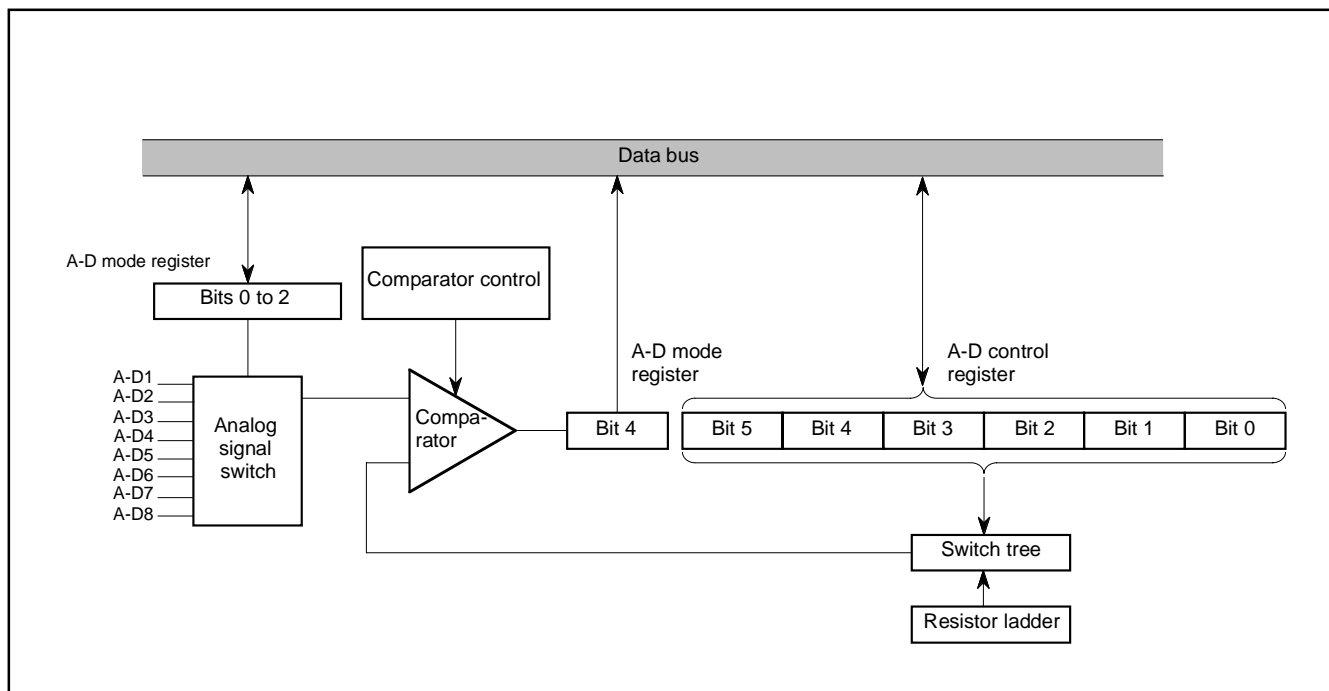 Data bus
A-D mode register
Bits 0 to 2
Comparator control
A-D mode
register
A-D control
register
A-D1
A-D2
A-D3
A-D4
A-D5
A-D6
A-D7
A-D8
Analog
signal
switch
Compa-
rator
Bit 4
Bit 5
Bit 4
Bit 3
Bit 2
Bit 1
Bit 0
Switch tree
Resistor ladder